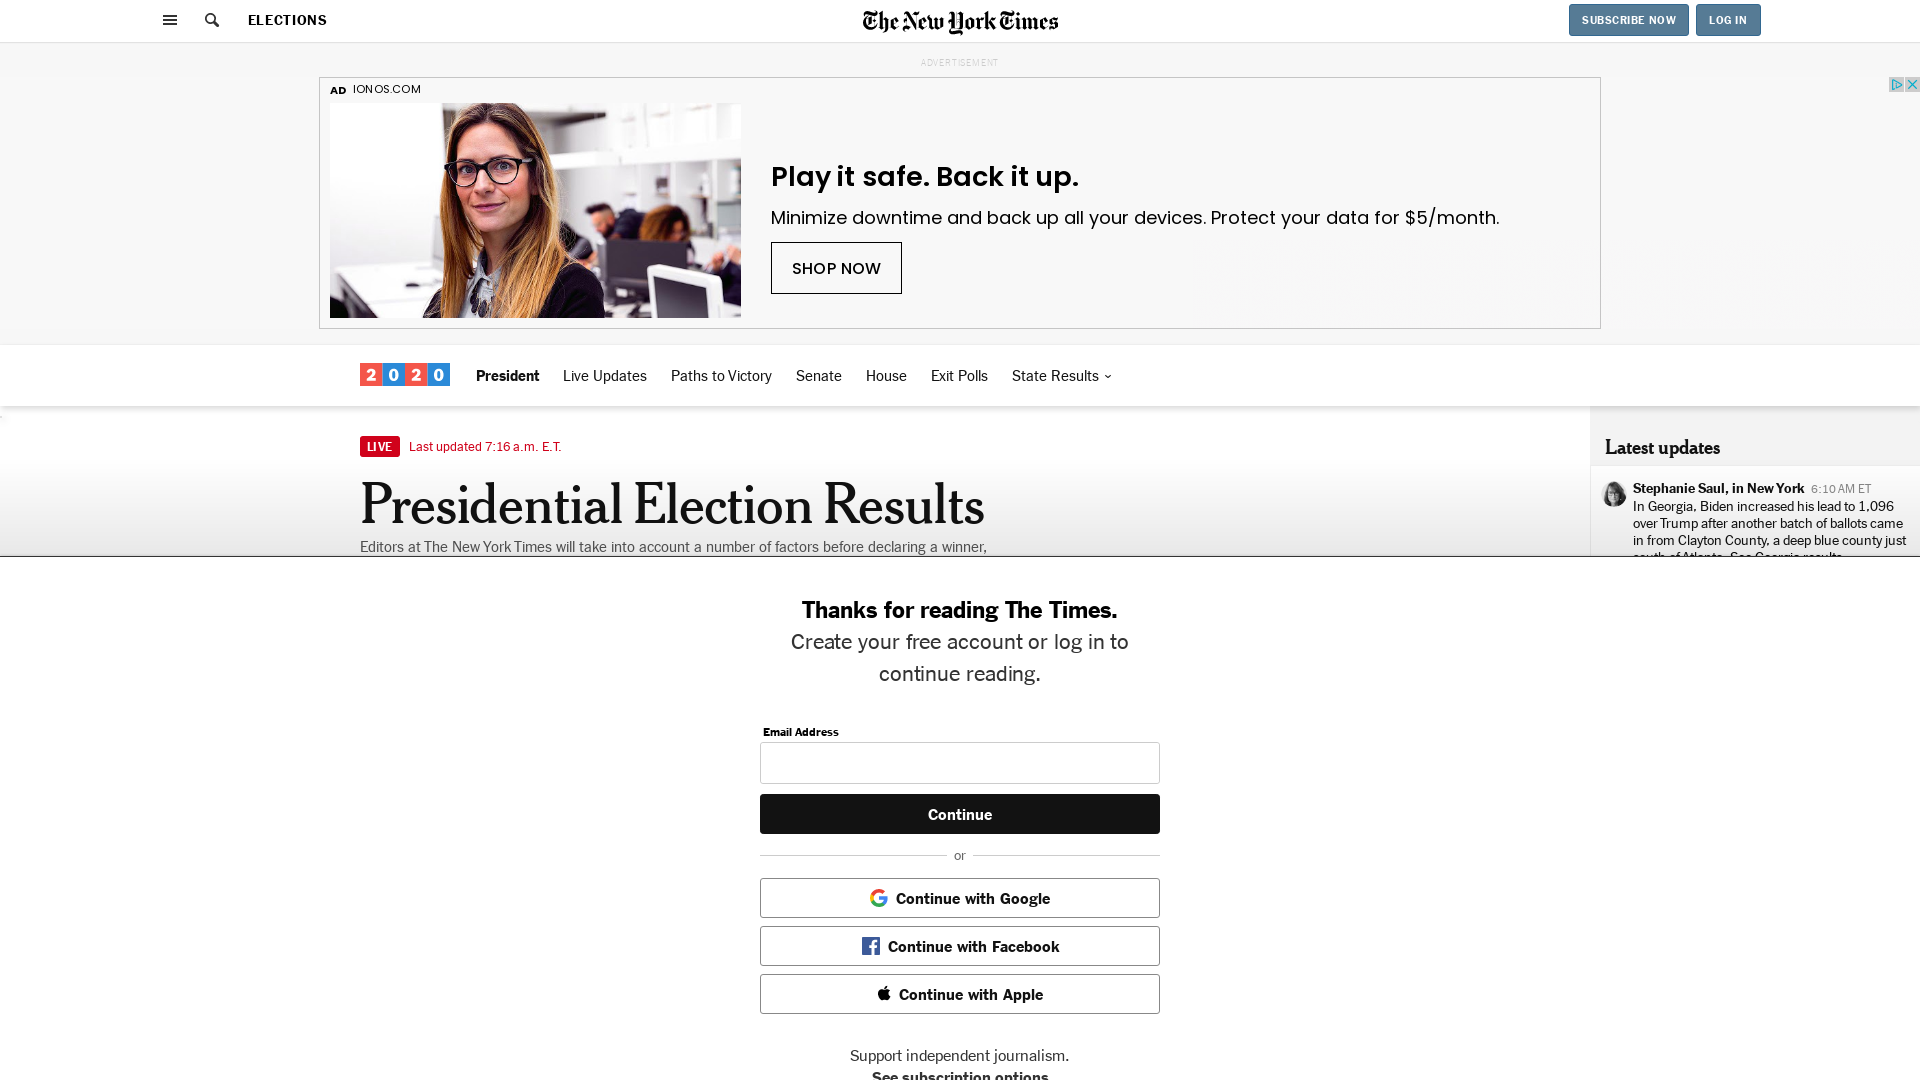 ELECTIONS
The New York Times
SUBSCRIBE NOW
LOG IN
ADVERTISEMENT
AD IONOS.COM
Play it safe. Back it up.
Minimize downtime and back up all your devices. Protect your data for $5/month.
SHOP NOW
2020
President
Live Updates
Paths to Victory
Senate
House
Exit Polls
State Results
LIVE Last updated 7:16 a.m. E.T.
Presidential Election Results
Editors at The New York Times will take into account a number of factors before declaring a winner,
Latest updates
Stephanie Saul, in New York 6:10 AM ET
In Georgia, Biden increased his lead to 1,096
over Trump after another batch of ballots came
in from Clayton County, a deep blue county just
south of Atlanta. See Georgia results
Thanks for reading The Times.
Create your free account or log in to
continue reading.
Email Address
Continue
or
Continue with Google
Continue with Facebook
Continue with Apple
Support independent journalism.
See subscription options